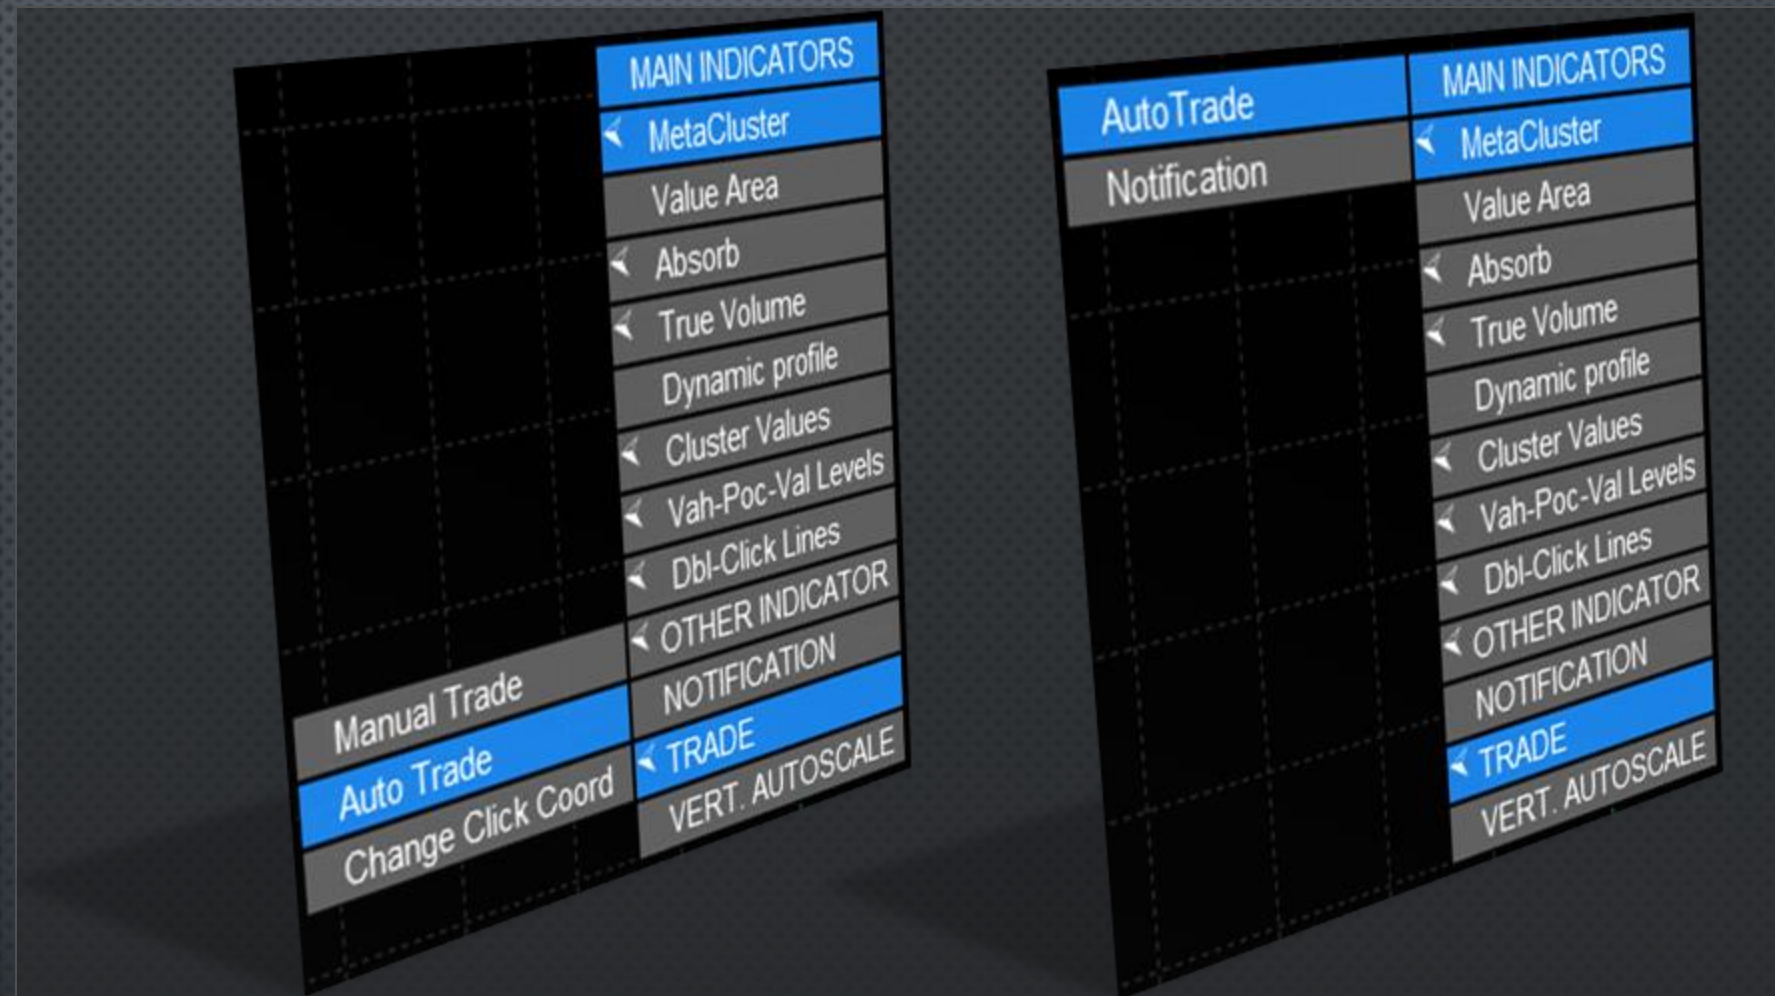 MAIN INDICATORS
MetaCluster
Value Area
Absorb
True Volume
Dynamic profile
Cluster Values
Vah-Poc-Val Levels
Dbl-Click Lines
OTHER INDICATOR
NOTIFICATION
TRADE
VERT. AUTOSCALE
Manual Trade
Auto Trade
Change Click Coord
AutoTrade
Notification
MAIN INDICATORS
MetaCluster
Value Area
Absorb
True Volume
Dynamic profile
Cluster Values
Vah-Poc-Val Levels
Dbl-Click Lines
OTHER INDICATOR
NOTIFICATION
TRADE
VERT. AUTOSCALE